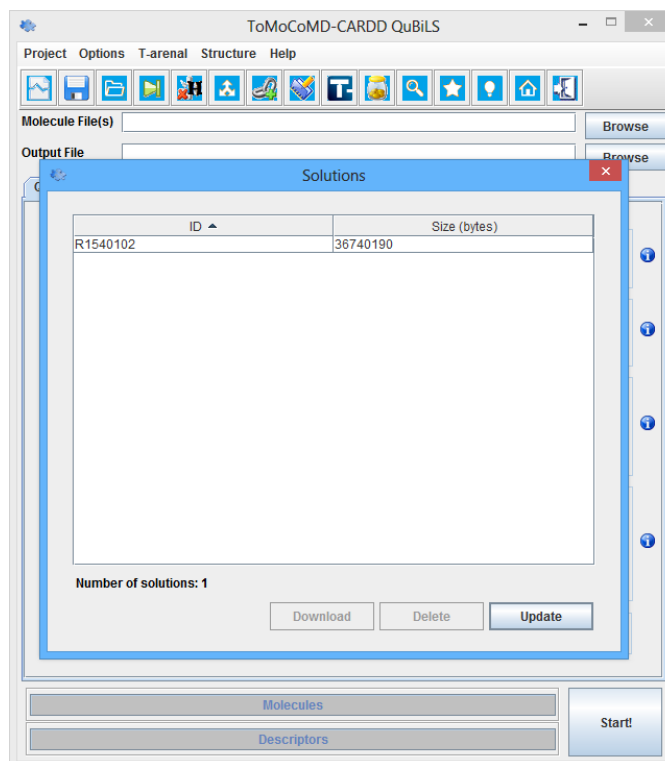 ToMoCoMD-CARDD QuBiLS
Project Options T-arenal Structure Help
Molecule File(s) Browse
Output File Browse
Solutions
ID Size (bytes)
R1540102 36740190
Number of solutions: 1
Download Delete Update
Molecules
Descriptors
Start!